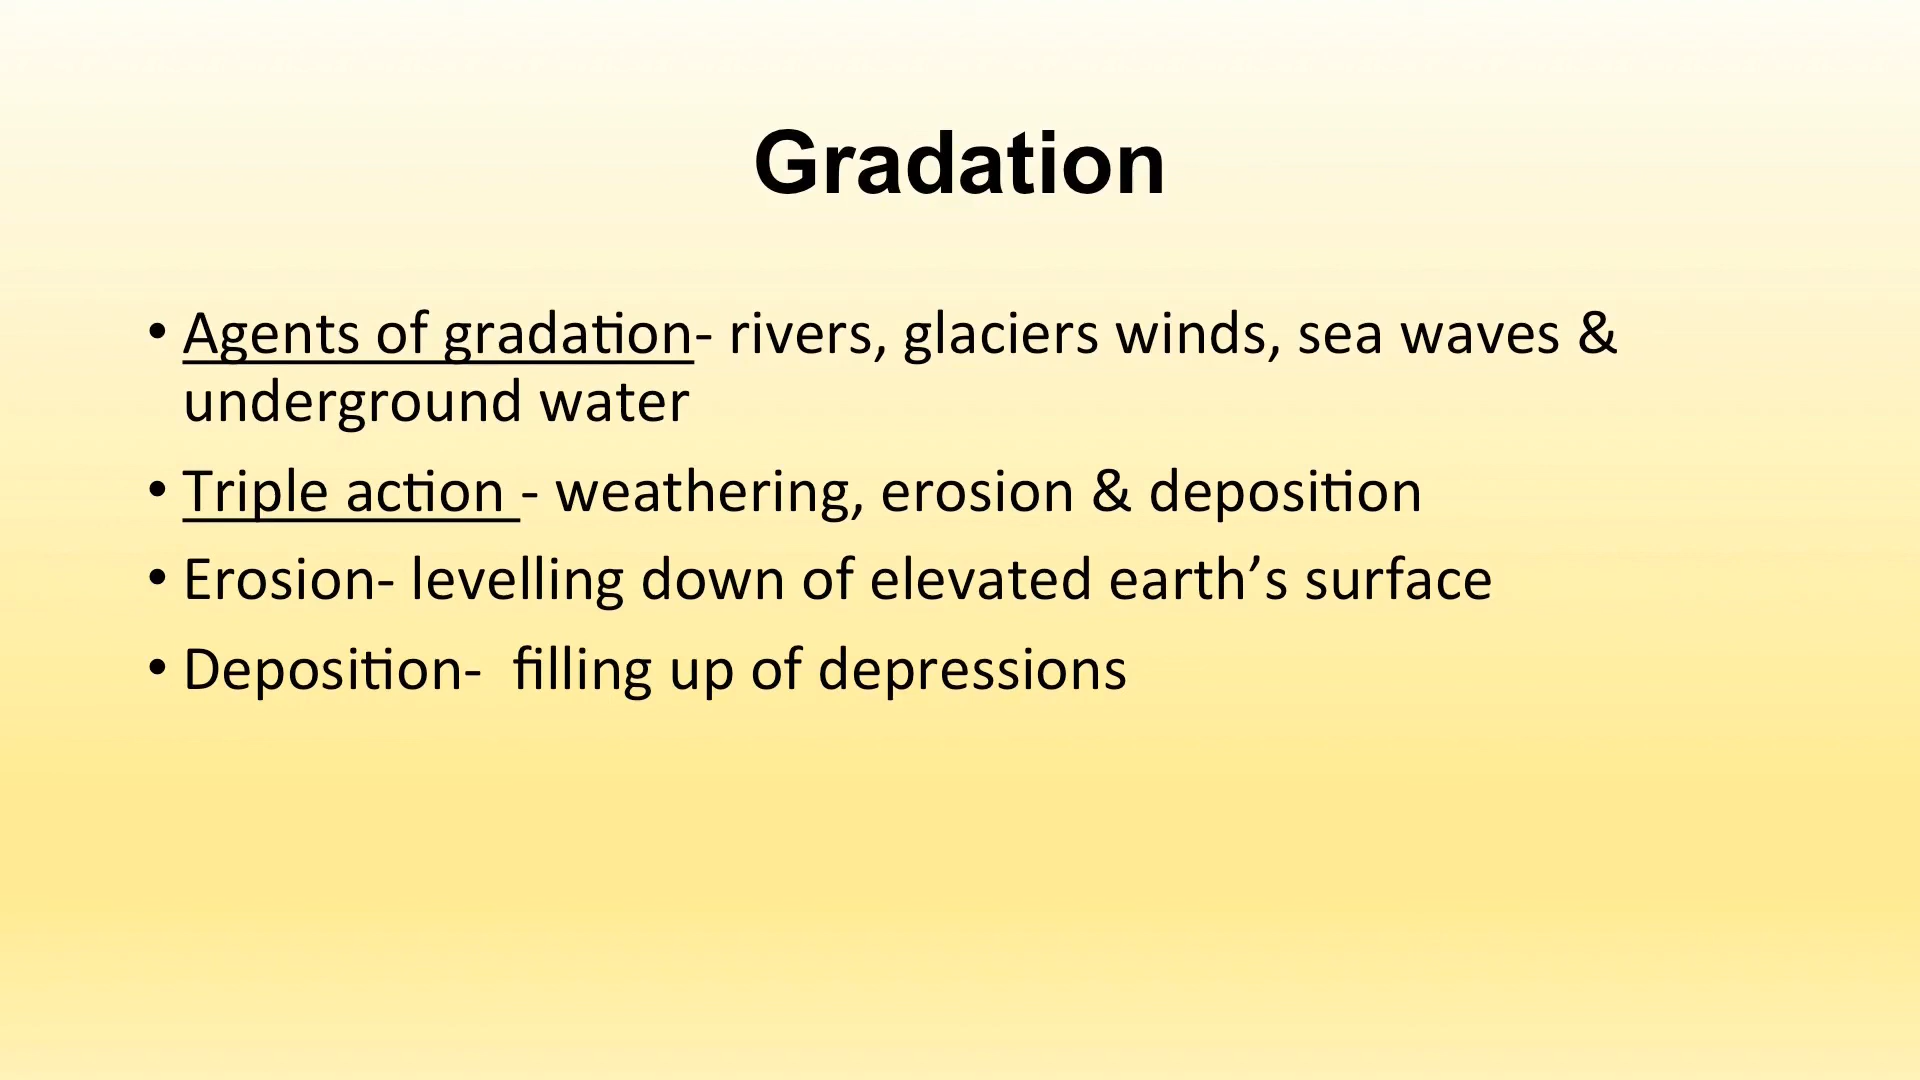 Gradation
• Agents of gradation- rivers, glaciers winds, sea waves &
underground water
• Triple action - weathering, erosion & deposition
• Erosion- levelling down of elevated earth’s surface
• Deposition-  filling up of depressions